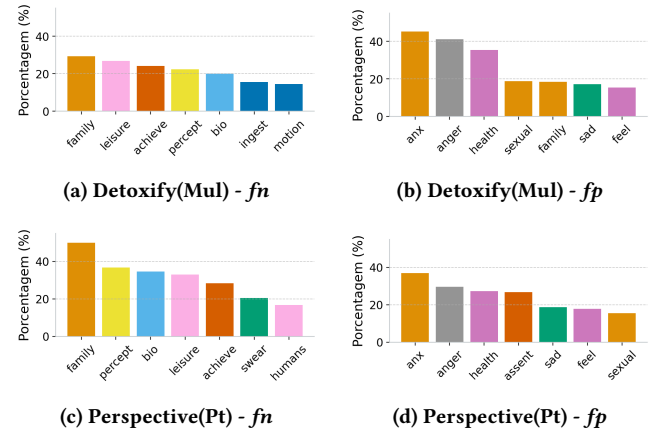 Porcentagem (%)
40
20
0
family
leisure
achieve
percept
bio
ingest
motion
(a) Detoxify(Mul) - fn
Porcentagem (%)
40
20
0
anx
anger
health
sexual
family
sad
feel
(b) Detoxify(Mul) - fp
Porcentagem (%)
40
20
0
family
percept
bio
leisure
achieve
swear
humans
(c) Perspective(Pt) - fn
Porcentagem (%)
40
20
0
anx
anger
health
assent
sad
feel
sexual
(d) Perspective(Pt) - fp